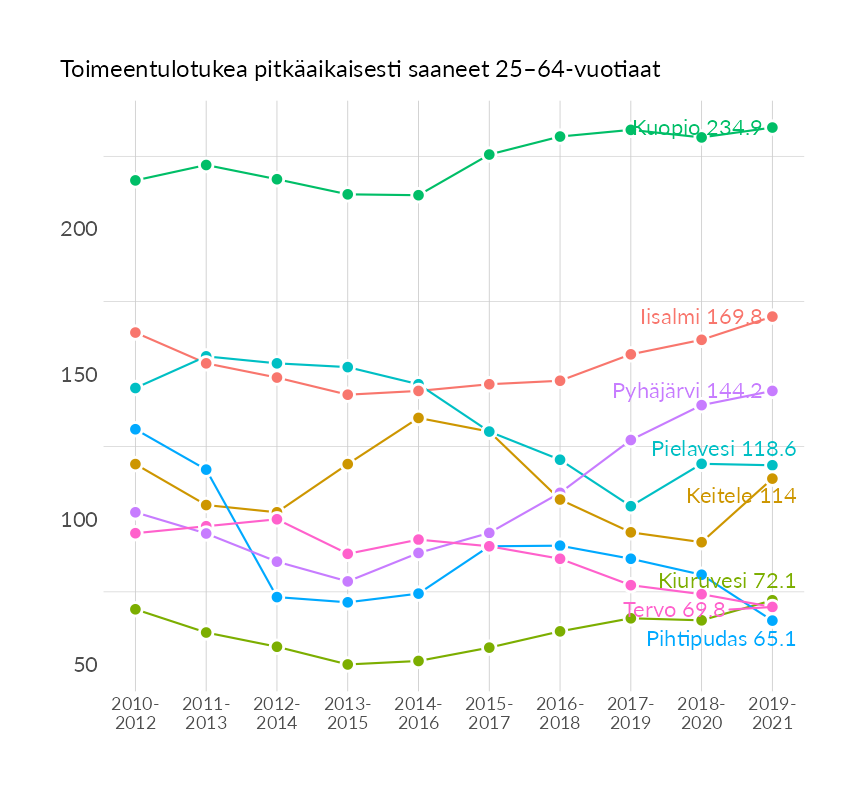 Toimeentulotukea pitkäaikaisesti saaneet 25–64-vuotiaat
Kuopio 234.9
200
Iisalmi 169.8
150
Pyhäjärvi 144.2
Pielavesi 118.6
Keitele 114
100
Kiuruvesi 72.1
Tervo 69.8
Pihtipudas 65.1
50
2010- 2011- 2012- 2013- 2014- 2015- 2016- 2017- 2018- 2019-
2012 2013 2014 2015 2016 2017 2018 2019 2020 2021